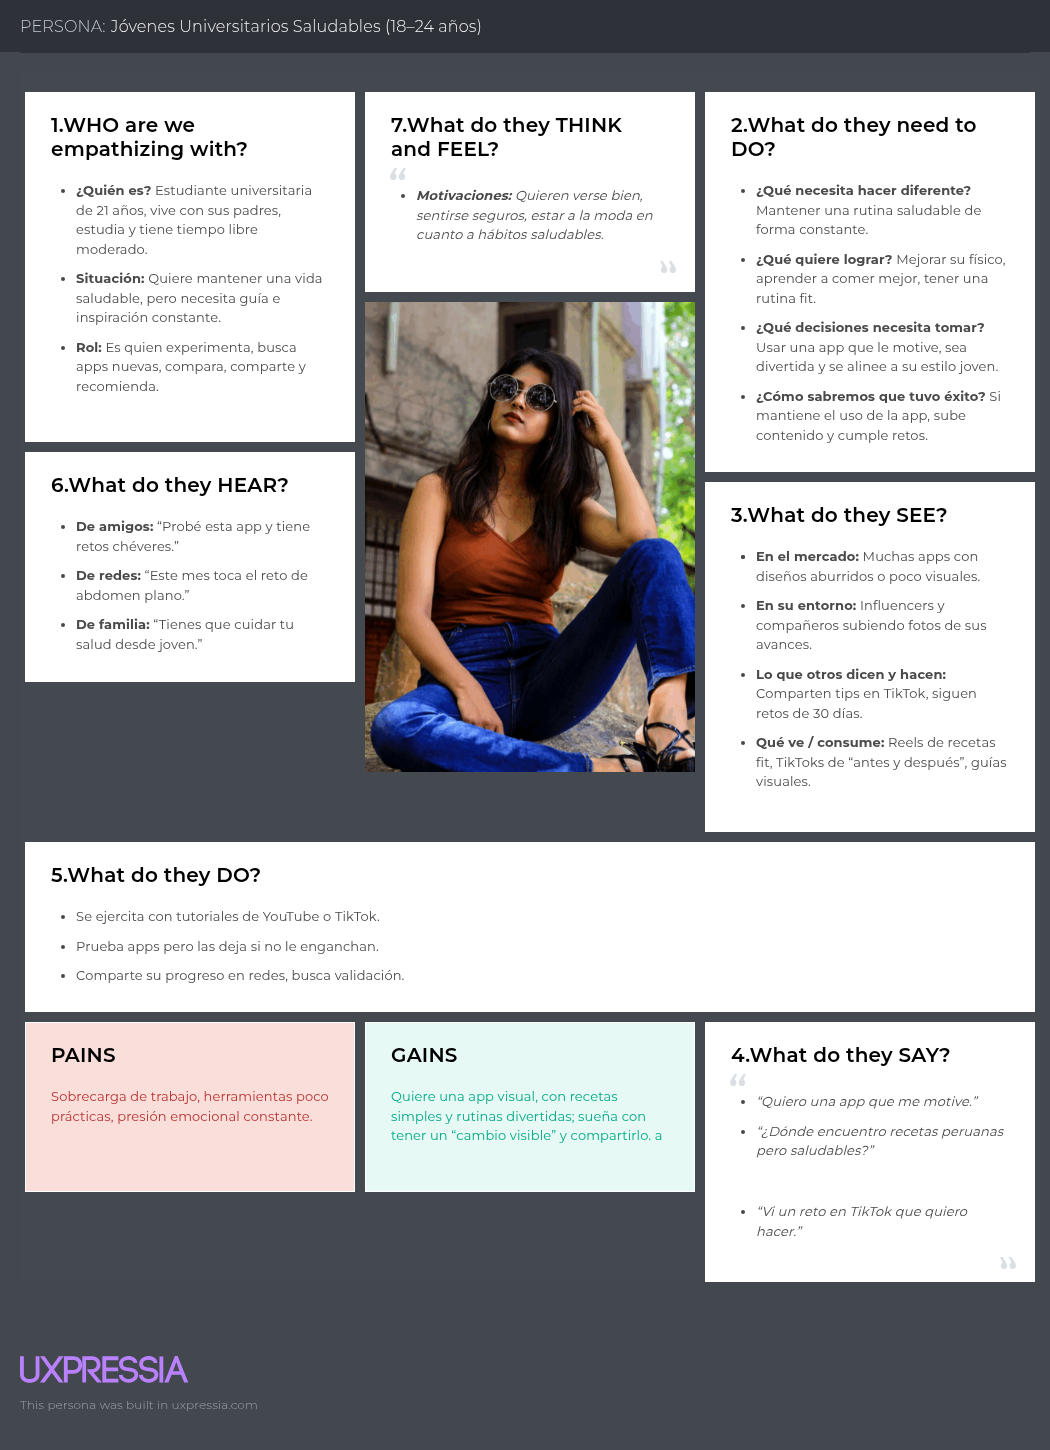 PERSONA: Jóvenes Universitarios Saludables (18–24 años)
1.WHO are we
empathizing with?
• ¿Quién es? Estudiante universitaria
de 21 años, vive con sus padres,
estudia y tiene tiempo libre
moderado.
• Situación: Quiere mantener una vida
saludable, pero necesita guía e
inspiración constante.
• Rol: Es quien experimenta, busca
apps nuevas, compara, comparte y
recomienda.
7.What do they THINK
and FEEL?
“
• Motivaciones: Quieren verse bien,
sentirse seguros, estar a la moda en
cuanto a hábitos saludables.
”
2.What do they need to
DO?
• ¿Qué necesita hacer diferente?
Mantener una rutina saludable de
forma constante.
• ¿Qué quiere lograr? Mejorar su físico,
aprender a comer mejor, tener una
rutina fit.
• ¿Qué decisiones necesita tomar?
Usar una app que le motive, sea
divertida y se alinee a su estilo joven.
• ¿Cómo sabremos que tuvo éxito? Si
mantiene el uso de la app, sube
contenido y cumple retos.
6.What do they HEAR?
• De amigos: “Probé esta app y tiene
retos chéveres.”
• De redes: “Este mes toca el reto de
abdomen plano.”
• De familia: “Tienes que cuidar tu
salud desde joven.”
3.What do they SEE?
• En el mercado: Muchas apps con
diseños aburridos o poco visuales.
• En su entorno: Influencers y
compañeros subiendo fotos de sus
avances.
• Lo que otros dicen y hacen:
Comparten tips en TikTok, siguen
retos de 30 días.
• Qué ve / consume: Reels de recetas
fit, TikToks de “antes y después”, guías
visuales.
5.What do they DO?
• Se ejercita con tutoriales de YouTube o TikTok.
• Prueba apps pero las deja si no le enganchan.
• Comparte su progreso en redes, busca validación.
PAINS
Sobrecarga de trabajo, herramientas poco
prácticas, presión emocional constante.
GAINS
Quiere una app visual, con recetas
simples y rutinas divertidas; sueña con
tener un “cambio visible” y compartirlo. a
4.What do they SAY?
“
• “Quiero una app que me motive.”
• “¿Dónde encuentro recetas peruanas
pero saludables?”
• “Vi un reto en TikTok que quiero
hacer.”
”
UXPRESSIA
This persona was built in uxpressia.com